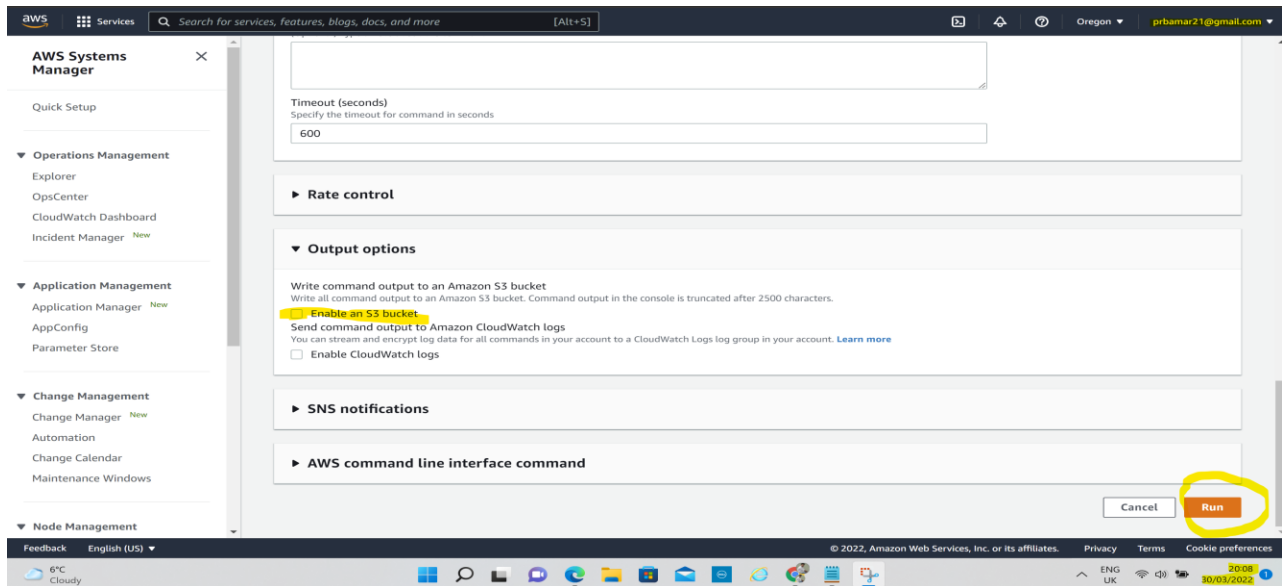 aws Services Search for services, features, blogs, docs, and more [Alt+S] Oregon prbamar21@gmail.com
AWS Systems
Manager
Quick Setup
Operations Management
Explorer
OpsCenter
CloudWatch Dashboard
Incident Manager New
Application Management
Application Manager New
AppConfig
Parameter Store
Change Management
Change Manager New
Automation
Change Calendar
Maintenance Windows
Node Management
Timeout (seconds)
Specify the timeout for command in seconds
600
Rate control
Output options
Write command output to an Amazon S3 bucket
Write all command output to an Amazon S3 bucket. Command output in the console is truncated after 2500 characters.
Enable an S3 bucket
Send command output to Amazon CloudWatch logs
You can stream and encrypt log data for all commands in your account to a CloudWatch Logs log group in your account. Learn more
Enable CloudWatch logs
SNS notifications
AWS command line interface command
Cancel Run
Feedback English (US) © 2022, Amazon Web Services, Inc. or its affiliates. Privacy Terms Cookie preferences
6°C
Cloudy
ENG
UK
20:08
30/03/2022
1